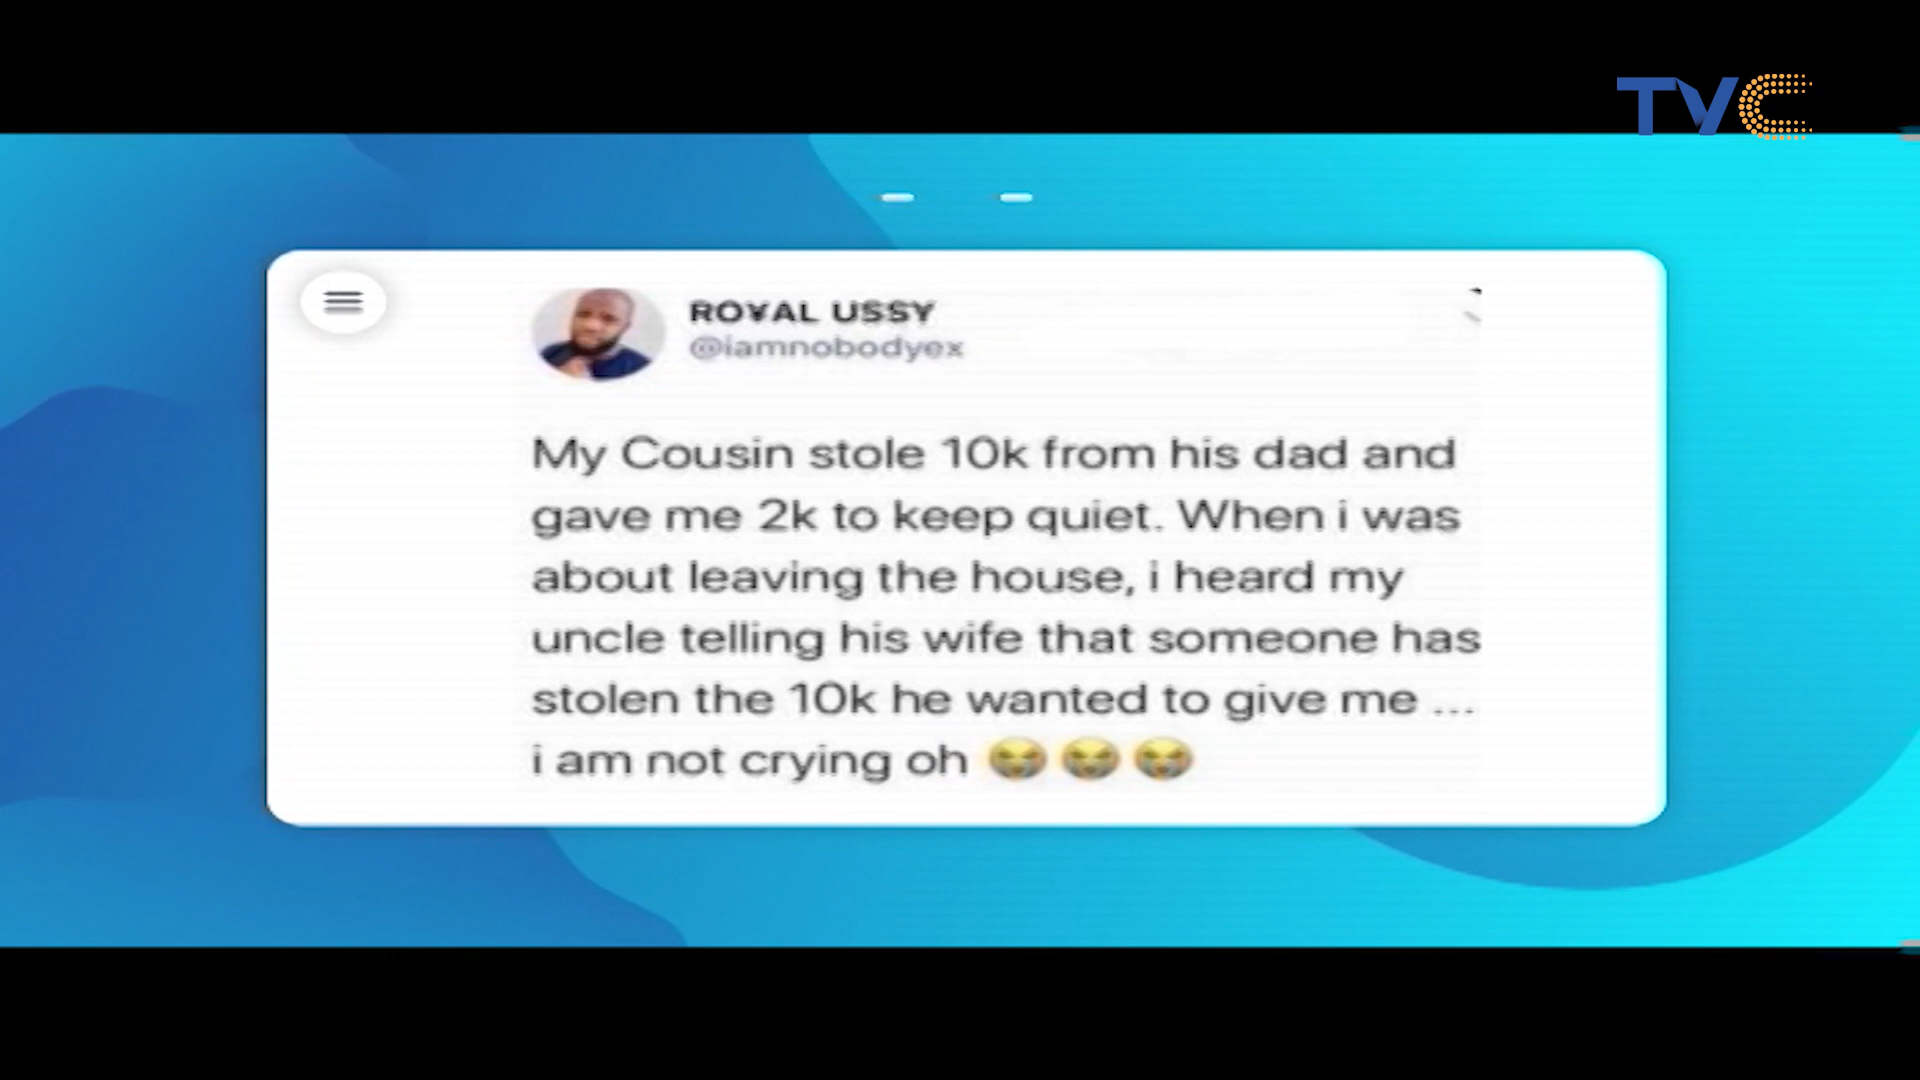 TVC
ROYAL USSY
@iamnobodyex
My Cousin stole 10k from his dad and
gave me 2k to keep quiet. When i was
about leaving the house, i heard my
uncle telling his wife that someone has
stolen the 10k he wanted to give me ...
i am not crying oh 😭😭😭